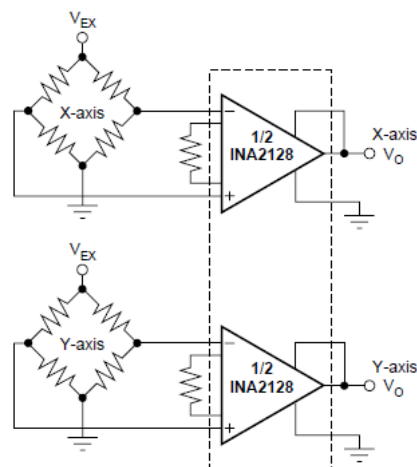 VEX
X-axis
−
+
1/2
INA2128
X-axis
VO
VEX
Y-axis
−
+
1/2
INA2128
Y-axis
VO